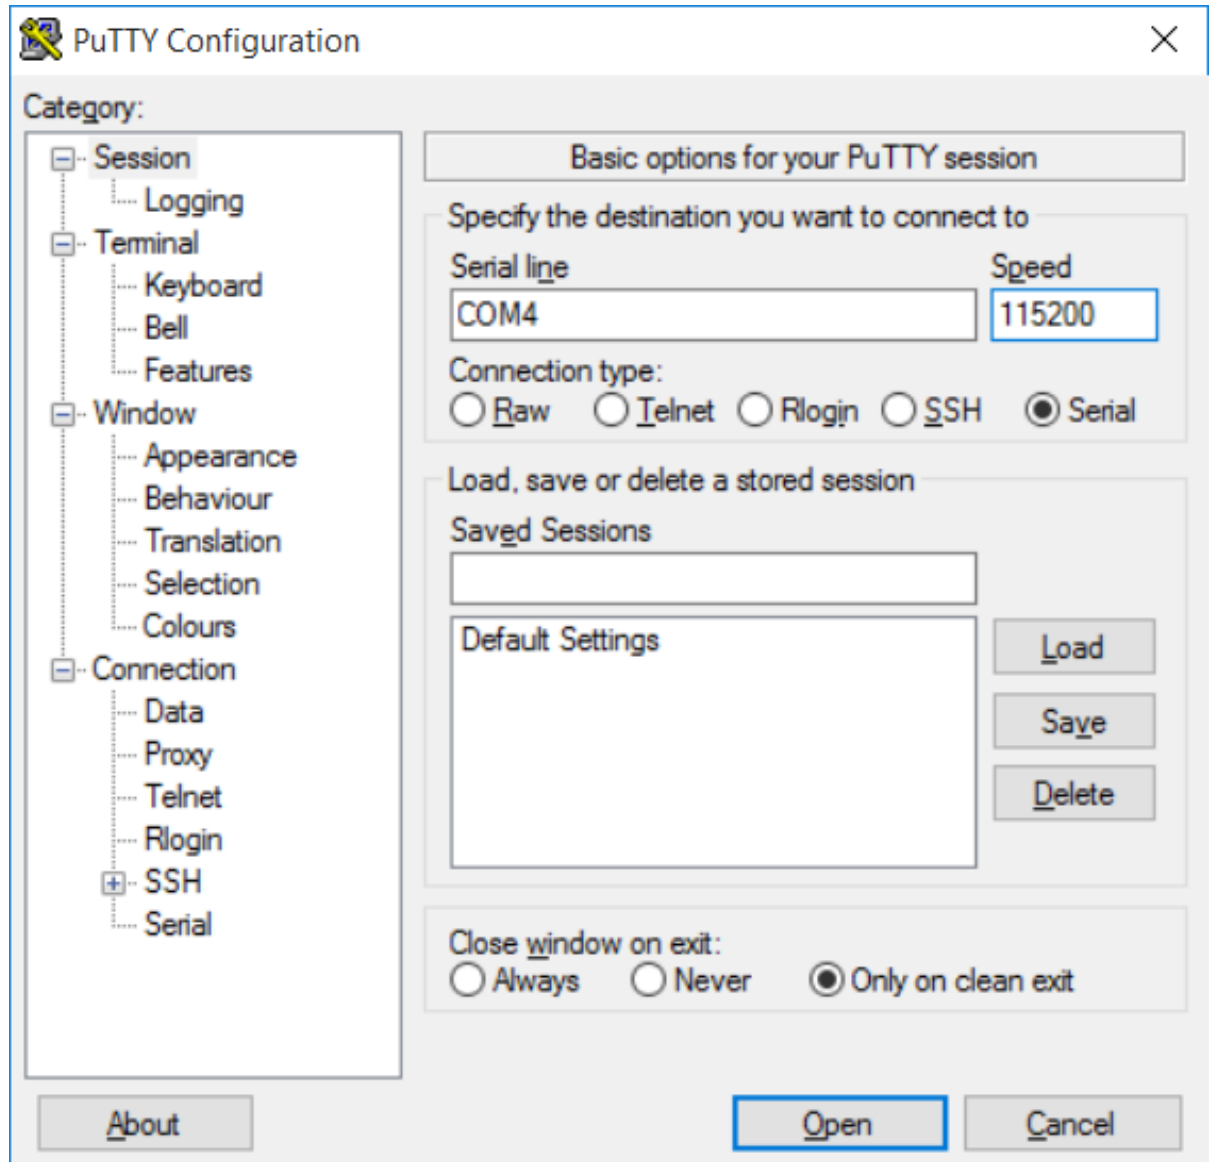 PuTTY Configuration
Category:
Session
Logging
Terminal
Keyboard
Bell
Features
Window
Appearance
Behaviour
Translation
Selection
Colours
Connection
Data
Proxy
Telnet
Rlogin
SSH
Serial
Basic options for your PuTTY session
Specify the destination you want to connect to
Serial line Speed
COM4 115200
Connection type:
Raw Telnet Rlogin SSH Serial
Load, save or delete a stored session
Saved Sessions
Default Settings
Load
Save
Delete
Close window on exit:
Always Never Only on clean exit
About Open Cancel